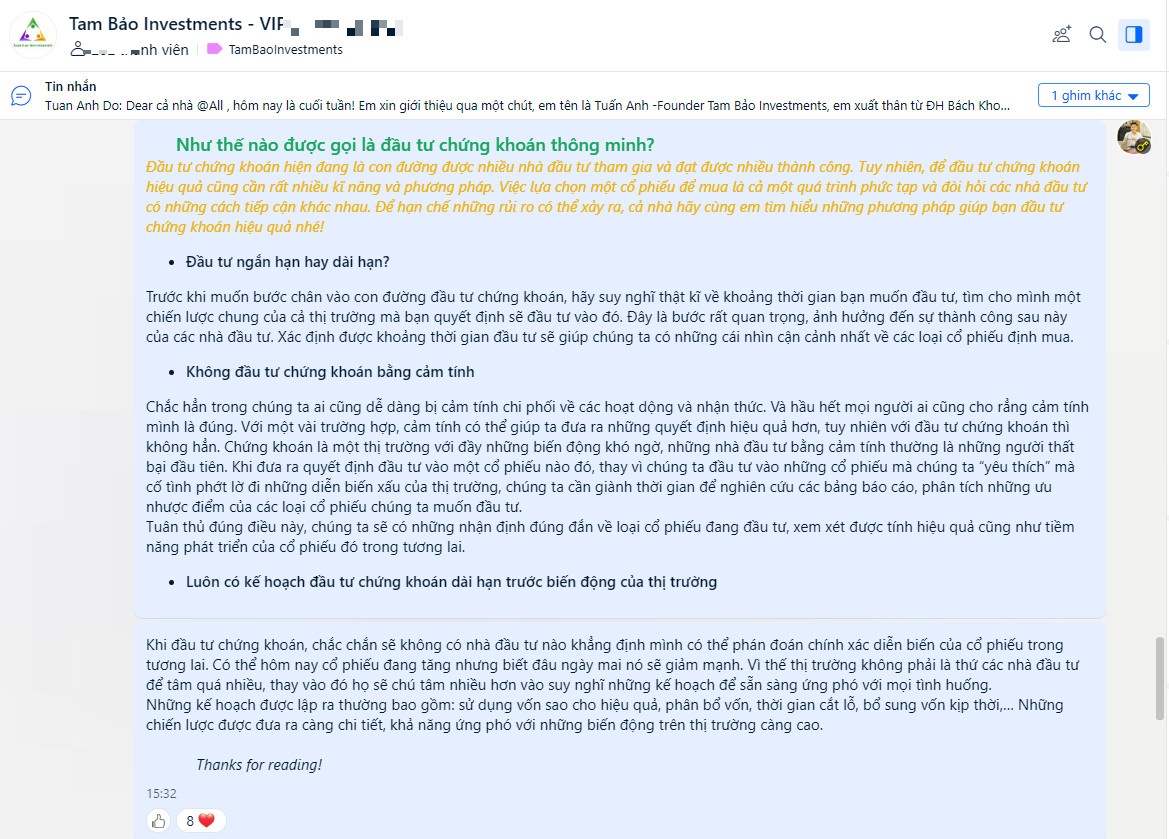 Tam Bảo Investments - VIP
nh viên
TamBaoInvestments
Tin nhắn
Tuan Anh Do: Dear cả nhà @All , hôm nay là cuối tuần! Em xin giới thiệu qua một chút, em tên là Tuấn Anh -Founder Tam Bảo Investments, em xuất thân từ ĐH Bách Kho...
1 ghim khác
Như thế nào được gọi là đầu tư chứng khoán thông minh?
Đầu tư chứng khoán hiện đang là con đường được nhiều nhà đầu tư tham gia và đạt được nhiều thành công. Tuy nhiên, để đầu tư chứng khoán
hiệu quả cũng cần rất nhiều kĩ năng và phương pháp. Việc lựa chọn một cổ phiếu để mua là cả một quá trình phức tạp và đòi hỏi các nhà đầu tư
có những cách tiếp cận khác nhau. Để hạn chế những rủi ro có thể xảy ra, cả nhà hãy cùng em tìm hiểu những phương pháp giúp bạn đầu tư
chứng khoán hiệu quả nhé!
• Đầu tư ngắn hạn hay dài hạn?
Trước khi muốn bước chân vào con đường đầu tư chứng khoán, hãy suy nghĩ thật kĩ về khoảng thời gian bạn muốn đầu tư, tìm cho mình một
chiến lược chung của cả thị trường mà bạn quyết định sẽ đầu tư vào đó. Đây là bước rất quan trọng, ảnh hưởng đến sự thành công sau này
của các nhà đầu tư. Xác định được khoảng thời gian đầu tư sẽ giúp chúng ta có những cái nhìn cận cảnh nhất về các loại cổ phiếu định mua.
• Không đầu tư chứng khoán bằng cảm tính
Chắc hẳn trong chúng ta ai cũng dễ dàng bị cảm tính chi phối về các hoạt dộng và nhận thức. Và hầu hết mọi người ai cũng cho rẳng cảm tính
mình là đúng. Với một vài trường hợp, cảm tính có thể giúp ta đưa ra những quyết định hiệu quả hơn, tuy nhiên với đầu tư chứng khoán thì
không hẳn. Chứng khoán là một thị trường với đầy những biến động khó ngờ, những nhà đầu tư bằng cảm tính thường là những người thất
bại đầu tiên. Khi đưa ra quyết định đầu tư vào một cổ phiếu nào đó, thay vì chúng ta đầu tư vào những cổ phiếu mà chúng ta “yêu thích” mà
cố tình phớt lờ đi những diễn biến xấu của thị trường, chúng ta cần giành thời gian để nghiên cứu các bảng báo cáo, phân tích những ưu
nhược điểm của các loại cổ phiếu chúng ta muốn đầu tư.
Tuân thủ đúng điều này, chúng ta sẽ có những nhận định đúng đắn về loại cổ phiếu đang đầu tư, xem xét được tính hiệu quả cũng như tiềm
năng phát triển của cổ phiếu đó trong tương lai.
• Luôn có kế hoạch đầu tư chứng khoán dài hạn trước biến động của thị trường
Khi đầu tư chứng khoán, chắc chắn sẽ không có nhà đầu tư nào khẳng định mình có thể phán đoán chính xác diễn biến của cổ phiếu trong
tương lai. Có thể hôm nay cổ phiếu đang tăng nhưng biết đâu ngày mai nó sẽ giảm mạnh. Vì thế thị trường không phải là thứ các nhà đầu tư
để tâm quá nhiều, thay vào đó họ sẽ chú tâm nhiều hơn vào suy nghĩ những kế hoạch để sẵn sàng ứng phó với mọi tình huống.
Những kế hoạch được lập ra thường bao gồm: sử dụng vốn sao cho hiệu quả, phân bổ vốn, thời gian cắt lỗ, bổ sung vốn kịp thời,... Những
chiến lược được đưa ra càng chi tiết, khả năng ứng phó với những biến động trên thị trường càng cao.
Thanks for reading!
15:32
8